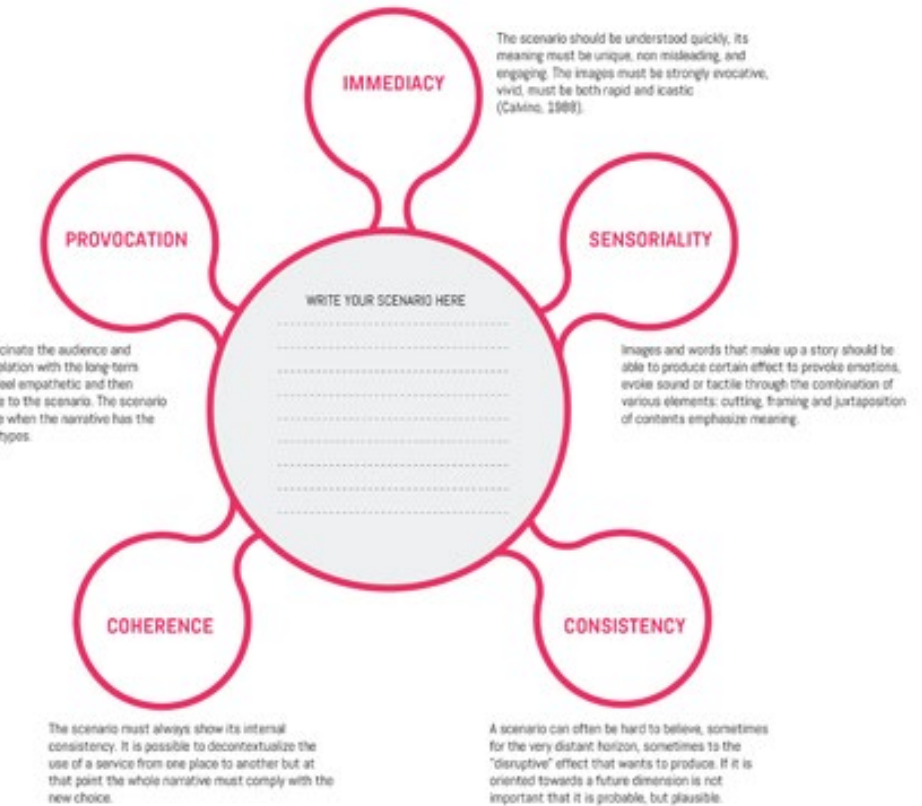 IMMEDIACY
The scenario should be understood quickly, its
meaning must be unique, non misleading, and
engaging. The images must be strongly evocative,
vivid, must be both rapid and icastic
(Calvino, 1988).
PROVOCATION
SENSORIALITY
WRITE YOUR SCENARIO HERE
cinate the audience and
elation with the long-term
eel empathetic and then
e to the scenario. The scenario
e when the narrative has the
types.
Images and words that make up a story should be
able to produce certain effect to provoke emotions,
evoke sound or tactile through the combination of
various elements: cutting, framing and juxtaposition
of contents emphasize meaning.
COHERENCE
CONSISTENCY
The scenario must always show its internal
consistency. It is possible to decontextualize the
use of a service from one place to another but at
that point the whole narrative must comply with the
new choice.
A scenario can often be hard to believe, sometimes
for the very distant horizon, sometimes to the
"disruptive" effect that wants to produce. If it is
oriented towards a future dimension is not
important that it is probable, but plausible.